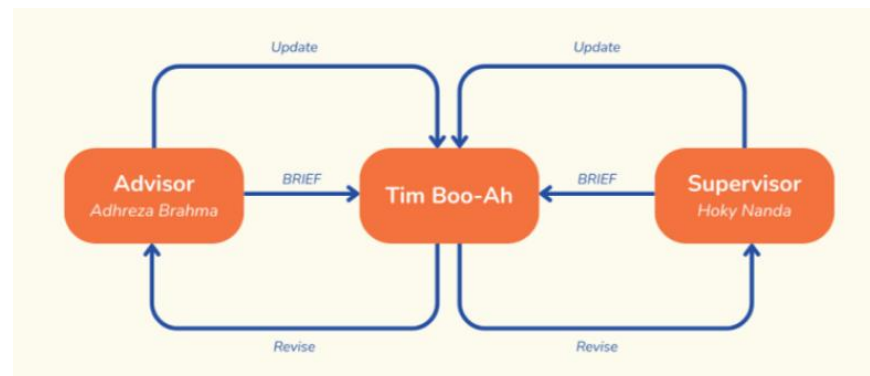 Update
Update
Advisor
Adhreza Brahma
BRIEF
Tim Boo-Ah
BRIEF
Supervisor
Hoky Nanda
Revise
Revise